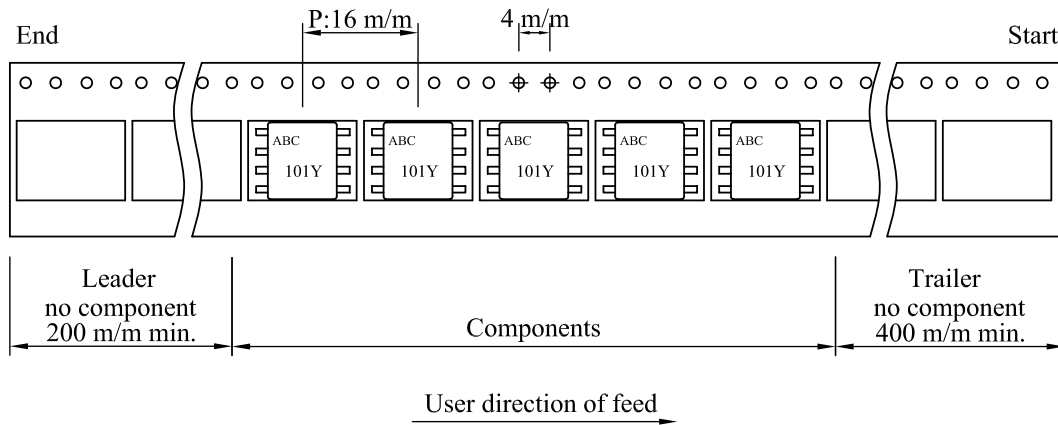 P:16 m/m
4 m/m
End
Start
ABC
101Y
ABC
101Y
ABC
101Y
ABC
101Y
ABC
101Y
Leader
no component
200 m/m min.
Components
Trailer
no component
400 m/m min.
User direction of feed